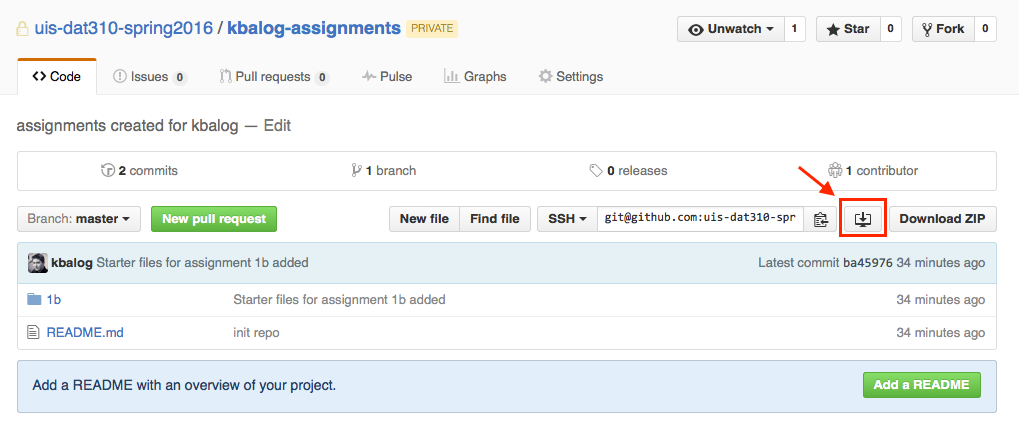 uis-dat310-spring2016 / kbalog-assignments PRIVATE Unwatch 1 Star 0 Fork 0
Code Issues 0 Pull requests 0 Pulse Graphs Settings
assignments created for kbalog — Edit
2 commits 1 branch 0 releases 1 contributor
Branch: master New pull request New file Find file SSH git@github.com:uis-dat310-spr Download ZIP
kbalog Starter files for assignment 1b added Latest commit ba45976 34 minutes ago
1b Starter files for assignment 1b added 34 minutes ago
README.md init repo 34 minutes ago
Add a README with an overview of your project. Add a README